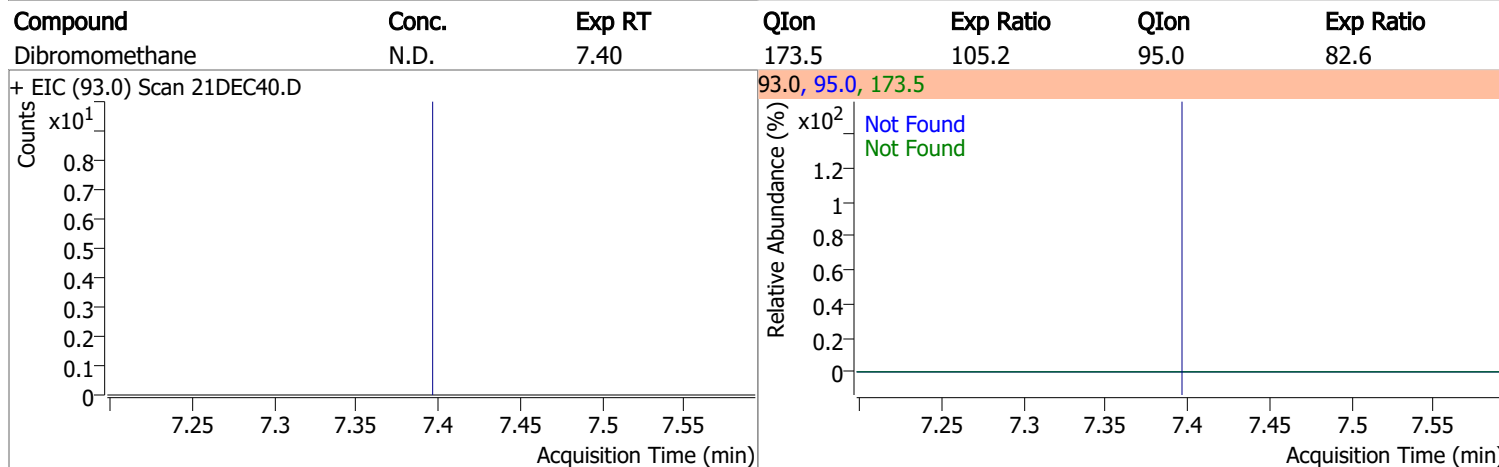 Compound Conc. Exp RT QIon Exp Ratio QIon Exp Ratio
Dibromomethane N.D. 7.40 173.5 105.2 95.0 82.6
+ EIC (93.0) Scan 21DEC40.D
Counts
x10¹
0.8
0.7
0.6
0.5
0.4
0.3
0.2
0.1
0
7.25 7.3 7.35 7.4 7.45 7.5 7.55
Acquisition Time (min)
93.0, 95.0, 173.5
Relative Abundance (%)
x10²
Not Found
Not Found
1.2
1
0.8
0.6
0.4
0.2
0
7.25 7.3 7.35 7.4 7.45 7.5 7.55
Acquisition Time (min)